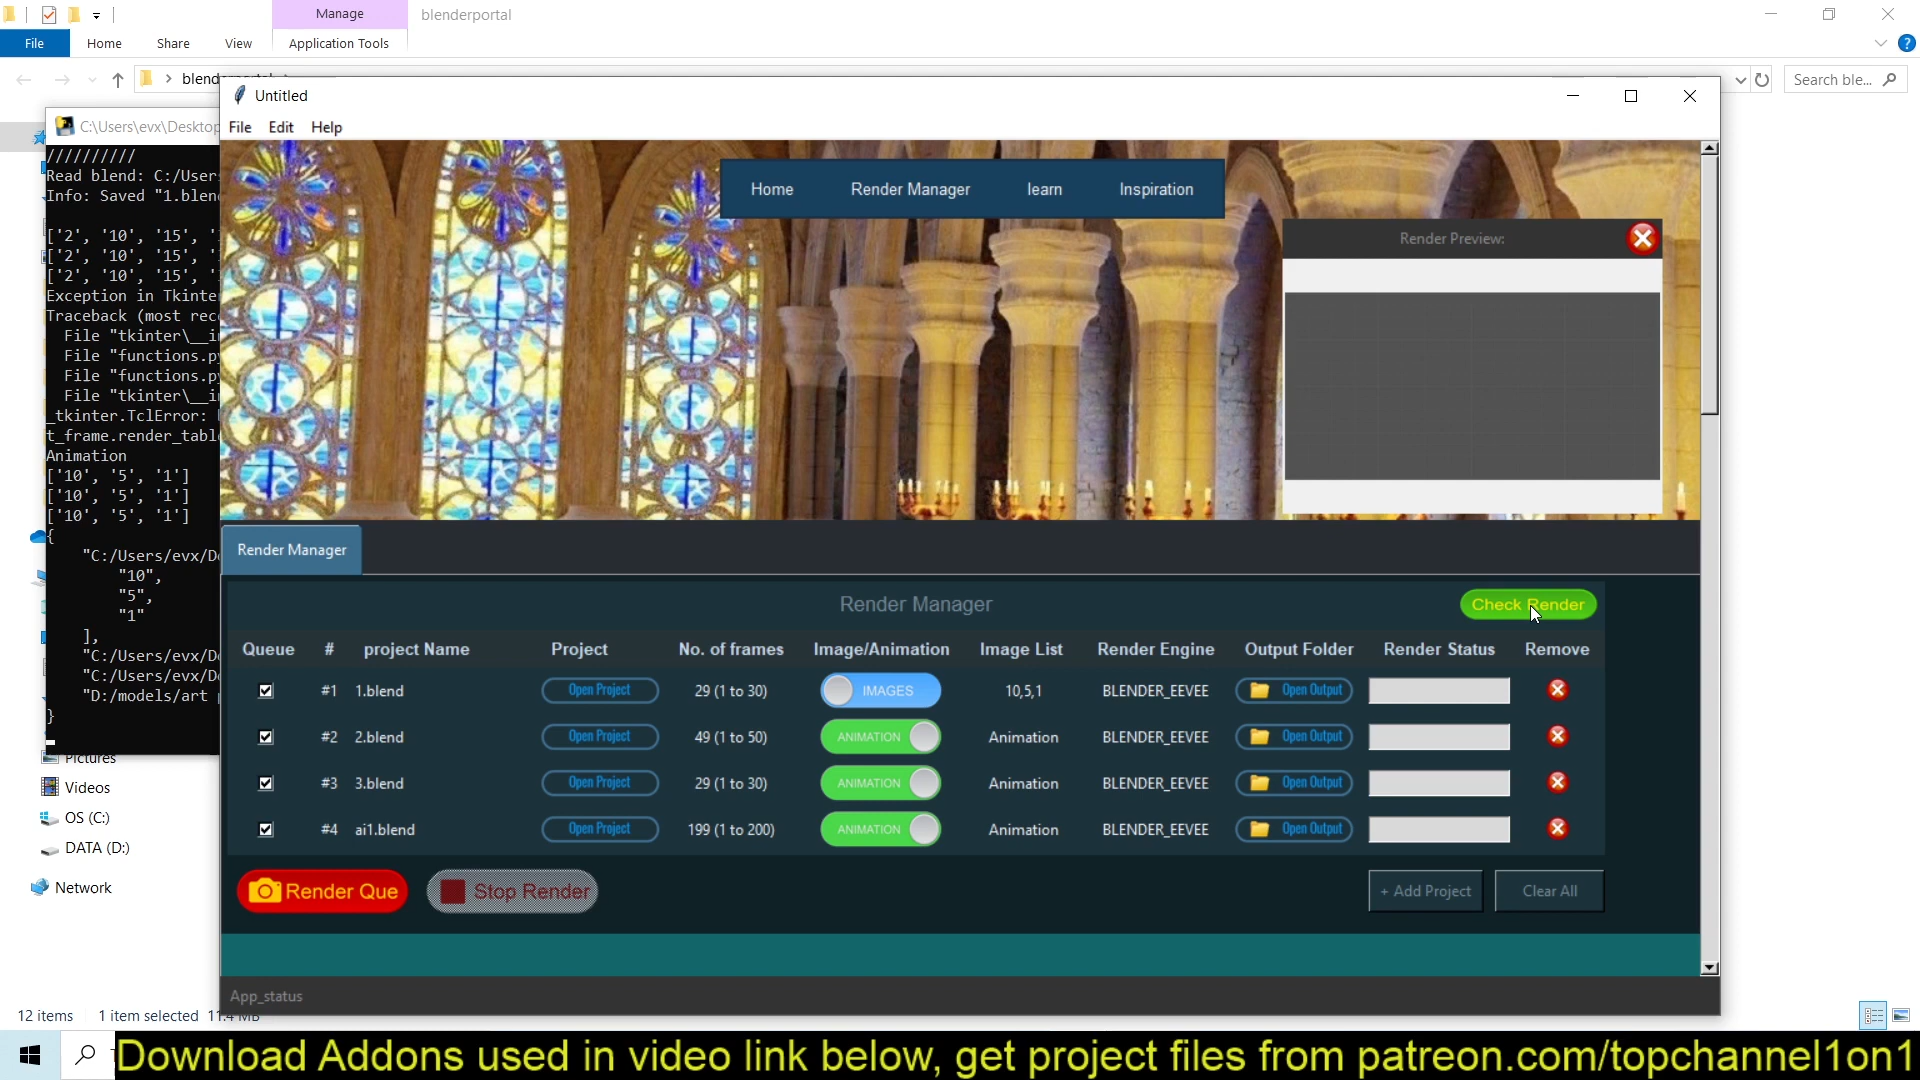 Manage
blenderportal
File
Home
Share
View
Application Tools
Search ble...
Untitled
File
Edit
Help
C:\Users\evx\Desktop
//////////
Read blend: C:/User
Info: Saved "1.blen
['2', '10', '15', '
['2', '10', '15', '
['2', '10', '15', '
Exception in Tkinte
Traceback (most rec
File "tkinter\__i
File "functions.py
File "functions.py
File "tkinter\__i
_tkinter.TclError:
t_frame.render_tabl
Animation
['10', '5', '1']
['10', '5', '1']
['10', '5', '1']
{
"C:/Users/evx/D
"10",
"5",
"1"
],
"C:/Users/evx/D
"C:/Users/evx/D
"D:/models/art
}
Pictures
Videos
OS (C:)
DATA (D:)
Network
12 items
1 item selected
11.4 MB
Home
Render Manager
learn
Inspiration
Render Preview:
Render Manager
Render Manager
Check Render
Queue # project Name Project No. of frames Image/Animation Image List Render Engine Output Folder Render Status Remove
#1 1.blend Open Project 29 (1 to 30) IMAGES 10,5,1 BLENDER_EEVEE Open Output
#2 2.blend Open Project 49 (1 to 50) ANIMATION Animation BLENDER_EEVEE Open Output
#3 3.blend Open Project 29 (1 to 30) ANIMATION Animation BLENDER_EEVEE Open Output
#4 ai1.blend Open Project 199 (1 to 200) ANIMATION Animation BLENDER_EEVEE Open Output
Render Que
Stop Render
+ Add Project
Clear All
App_status
Download Addons used in video link below, get project files from patreon.com/topchannel1on1